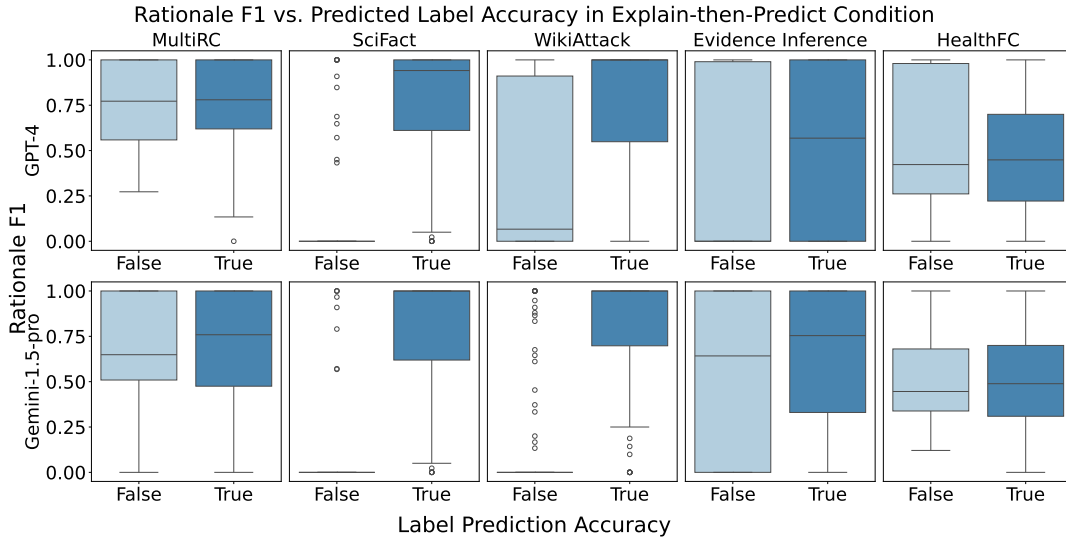 Rationale F1 vs. Predicted Label Accuracy in Explain-then-Predict Condition
MultiRC SciFact WikiAttack Evidence Inference HealthFC
Rationale F1
GPT-4
1.00
0.75
0.50
0.25
0.00
False True False True False True False True False True
Gemini-1.5-pro
1.00
0.75
0.50
0.25
0.00
False True False True False True False True False True
Label Prediction Accuracy